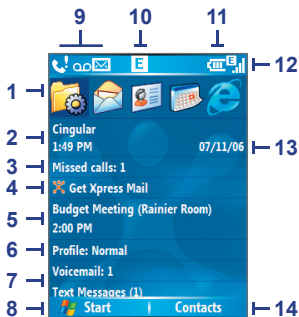 9 10 11
E E
12
1
2 Cingular
1:49 PM 07/11/06 13
3 Missed calls: 1
4 Get Xpress Mail
5 Budget Meeting (Rainier Room)
2:00 PM
6 Profile: Normal
7 Voicemail: 1
Text Messages (1)
8 Start Contacts 14